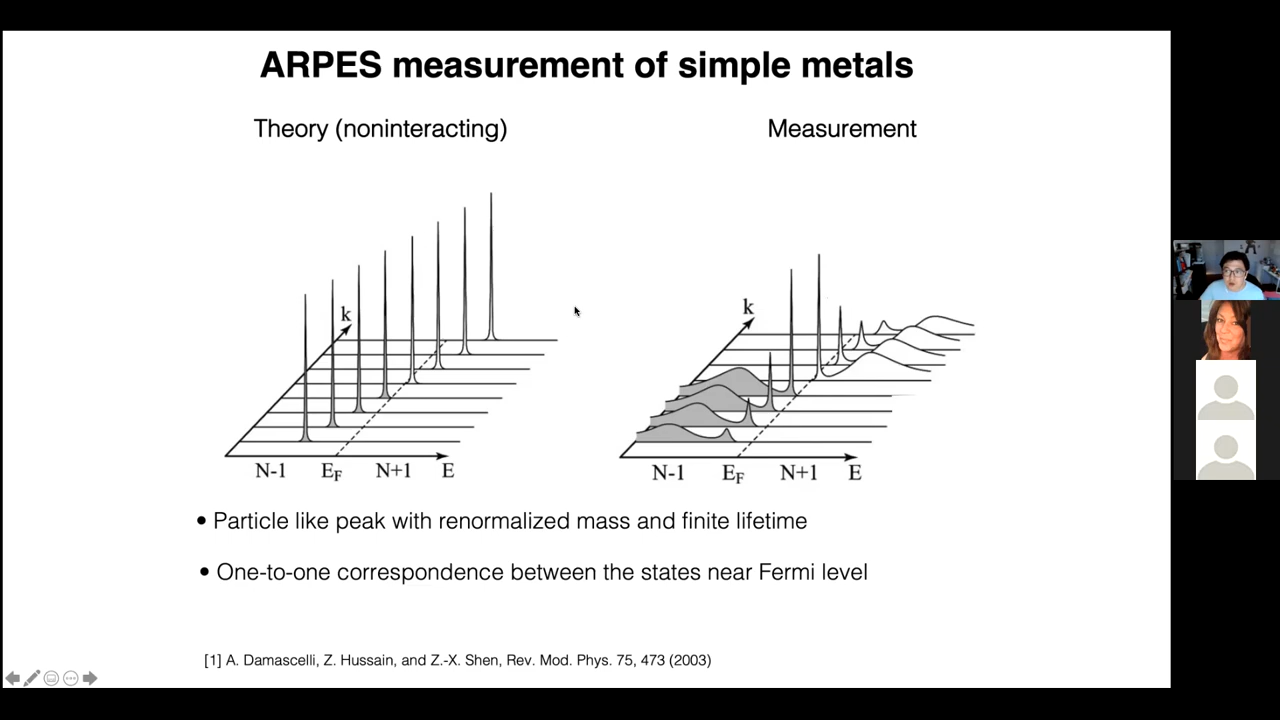 ARPES measurement of simple metals
Theory (noninteracting)
Measurement
k
N-1 E_F N+1 E
k
N-1 E_F N+1 E
• Particle like peak with renormalized mass and finite lifetime
• One-to-one correspondence between the states near Fermi level
[1] A. Damascelli, Z. Hussain, and Z.-X. Shen, Rev. Mod. Phys. 75, 473 (2003)